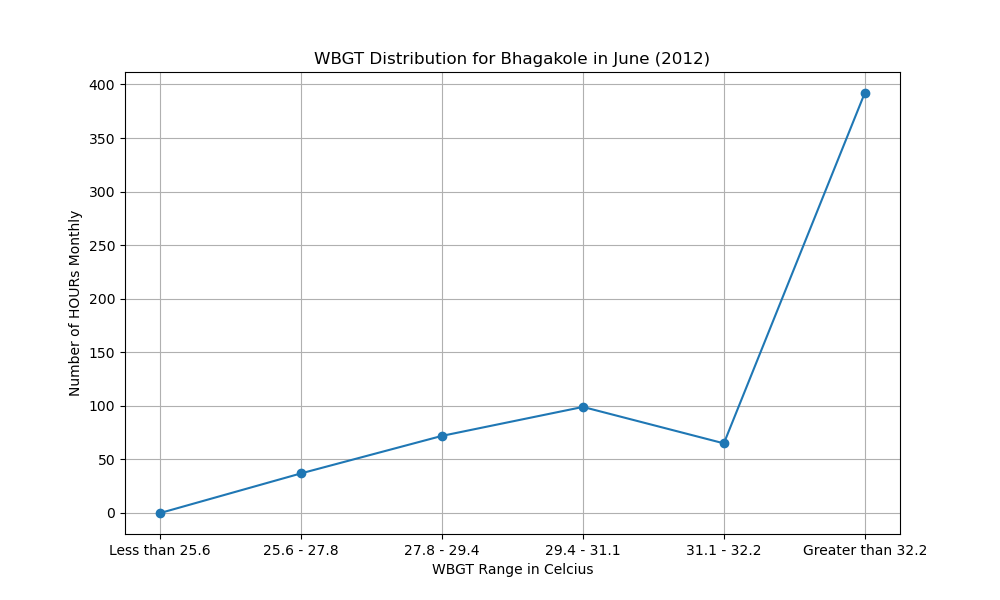 WBGT Distribution for Bhagakole in June (2012)
Number of HOURs Monthly
400
350
300
250
200
150
100
50
0
Less than 25.6
25.6 - 27.8
27.8 - 29.4
29.4 - 31.1
31.1 - 32.2
Greater than 32.2
WBGT Range in Celcius